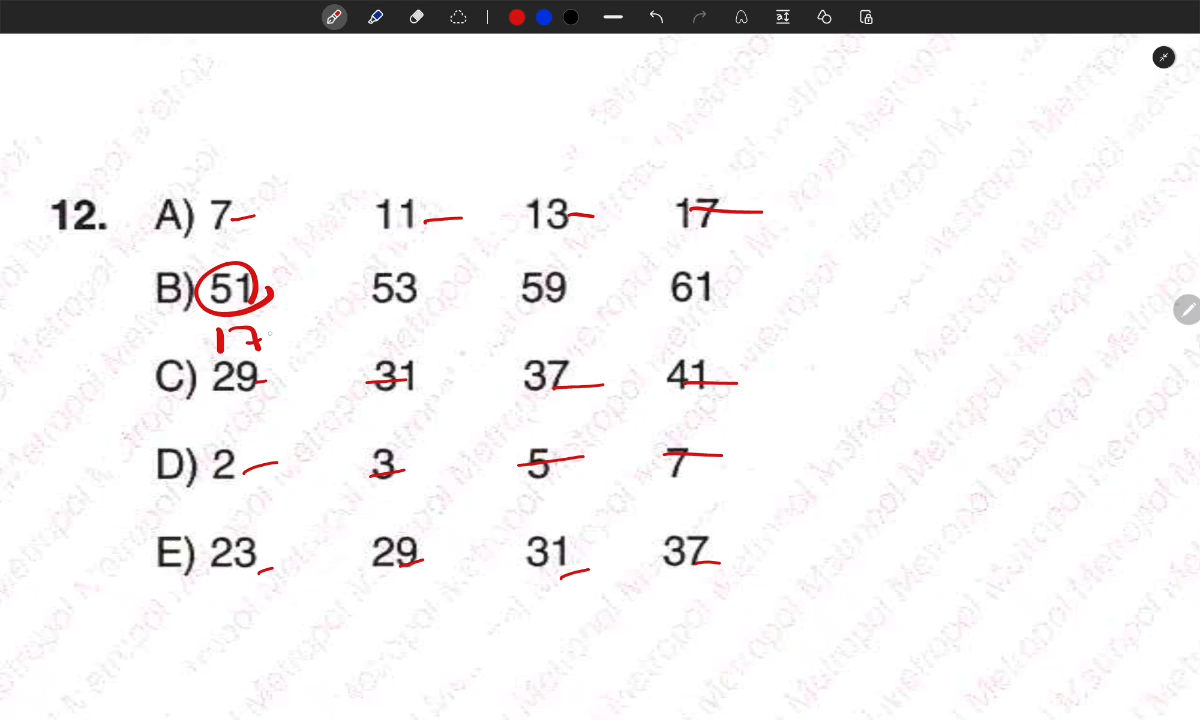 12. A) 7 11 13 17
B) 51 53 59 61
17
C) 29 31 37 41
D) 2 3 5 7
E) 23 29 31 37
Metropol